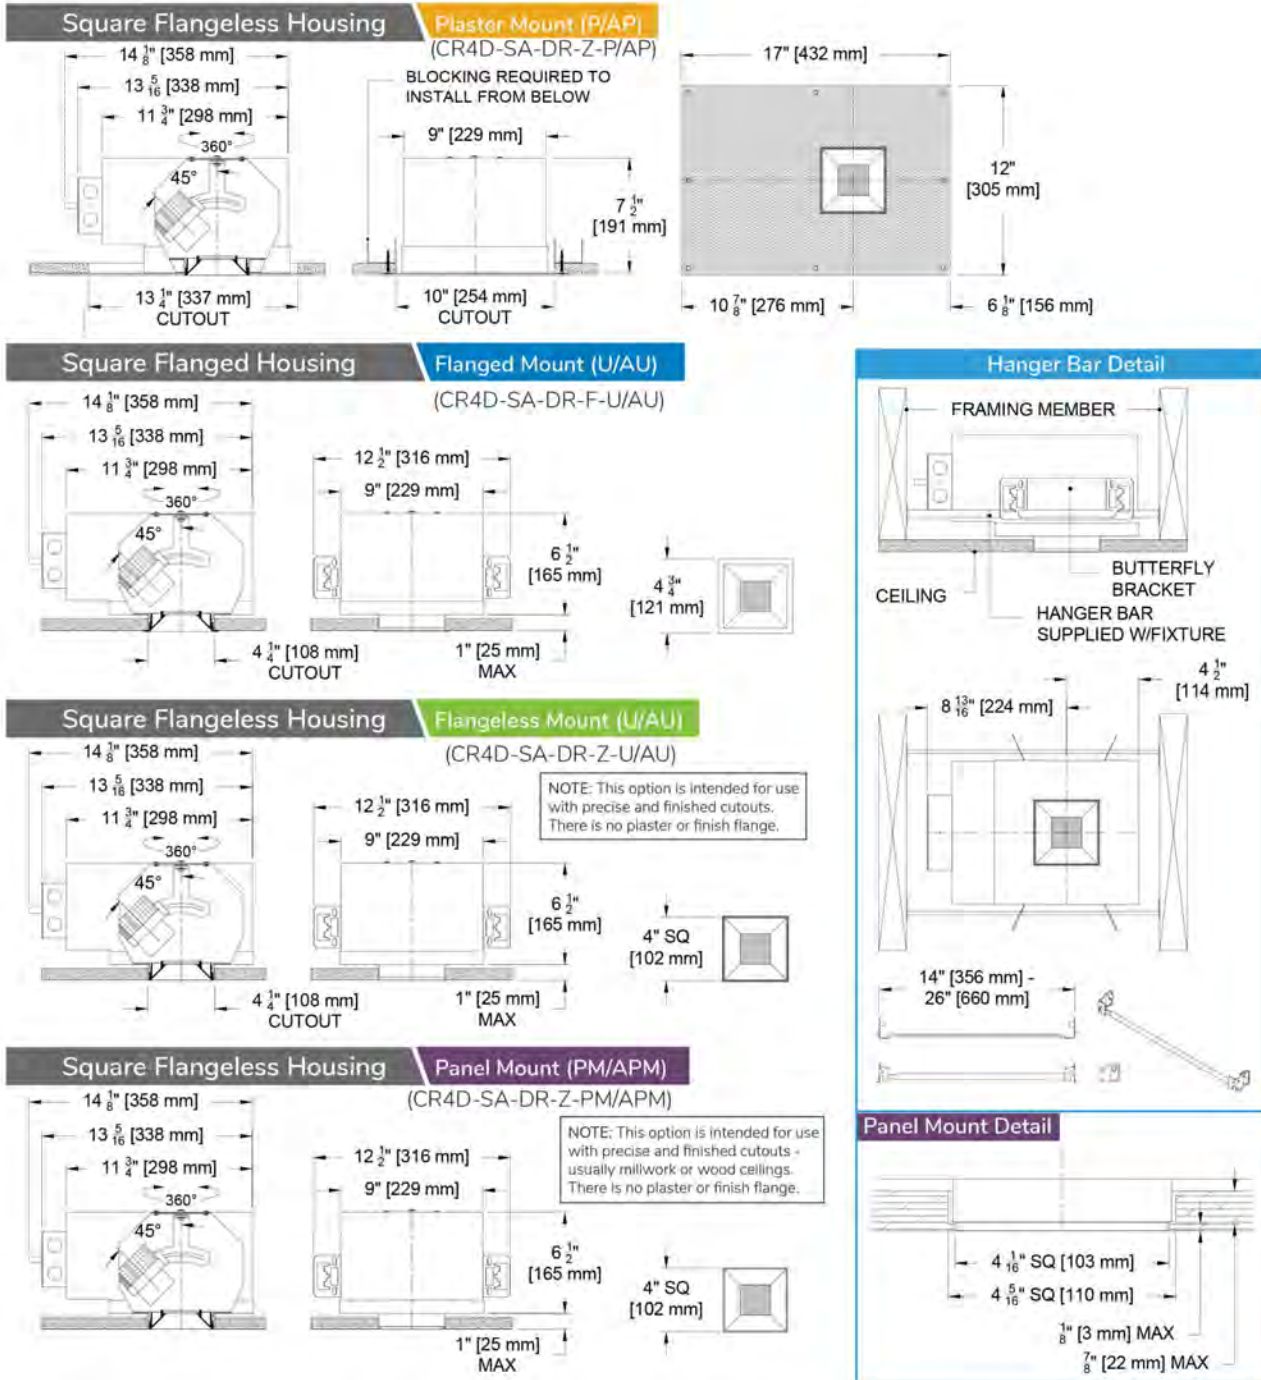 Square Flangeless Housing
Plaster Mount (P/AP)
(CR4D-SA-DR-Z-P/AP)
14 1/8" [358 mm]
13 5/16 [338 mm]
11 3/4" [298 mm]
360°
45°
13 1/4" [337 mm]
CUTOUT
BLOCKING REQUIRED TO
INSTALL FROM BELOW
9" [229 mm]
7 1/2"
[191 mm]
10" [254 mm]
CUTOUT
17" [432 mm]
12"
[305 mm]
10 7/8" [276 mm]
6 1/8" [156 mm]
Square Flanged Housing
Flanged Mount (U/AU)
(CR4D-SA-DR-F-U/AU)
14 1/8" [358 mm]
13 5/16 [338 mm]
11 3/4" [298 mm]
360°
45°
4 1/4" [108 mm]
CUTOUT
12 1/2" [316 mm]
9" [229 mm]
6 1/2"
[165 mm]
1" [25 mm]
MAX
4 3/4"
[121 mm]
Square Flangeless Housing
Flangeless Mount (U/AU)
(CR4D-SA-DR-Z-U/AU)
14 1/8" [358 mm]
13 5/16 [338 mm]
11 3/4" [298 mm]
360°
45°
4 1/4" [108 mm]
CUTOUT
NOTE: This option is intended for use
with precise and finished cutouts.
There is no plaster or finish flange.
12 1/2" [316 mm]
9" [229 mm]
6 1/2"
[165 mm]
1" [25 mm]
MAX
4" SQ
[102 mm]
Square Flangeless Housing
Panel Mount (PM/APM)
(CR4D-SA-DR-Z-PM/APM)
14 1/8" [358 mm]
13 5/16 [338 mm]
11 3/4" [298 mm]
360°
45°
NOTE: This option is intended for use
with precise and finished cutouts -
usually millwork or wood ceilings.
There is no plaster or finish flange.
12 1/2" [316 mm]
9" [229 mm]
6 1/2"
[165 mm]
1" [25 mm]
MAX
4" SQ
[102 mm]
Hanger Bar Detail
FRAMING MEMBER
CEILING
BUTTERFLY
BRACKET
HANGER BAR
SUPPLIED W/FIXTURE
4 1/2"
[114 mm]
8 13/16" [224 mm]
14" [356 mm] -
26" [660 mm]
Panel Mount Detail
4 1/16" SQ [103 mm]
4 5/16" SQ [110 mm]
1/8" [3 mm] MAX
7/8" [22 mm] MAX